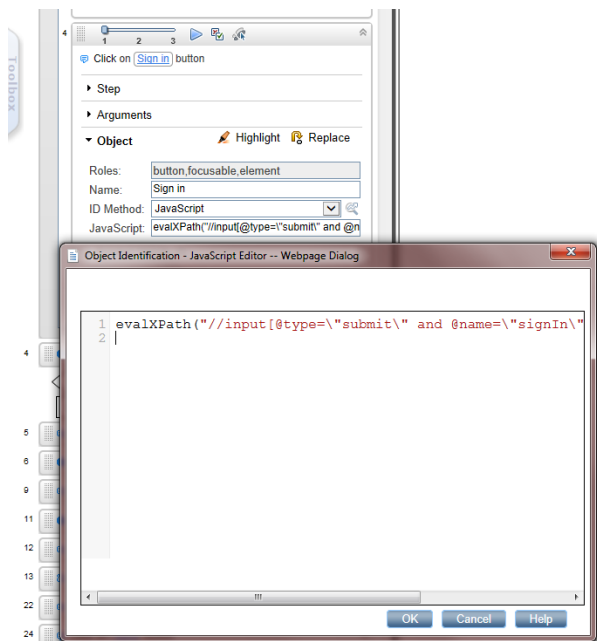 Toolbox
4
1 2 3
Click on Sign in button
Step
Arguments
Object Highlight Replace
Roles: button,focusable,element
Name: Sign in
ID Method: JavaScript
JavaScript: evalXPath("//input[@type=\"submit\" and @n
Object Identification - JavaScript Editor -- Webpage Dialog
x
1 evalXPath("//input[@type=\"submit\" and @name=\"signIn\"
2
4
5
6
9
11
12
13
22
24
OK Cancel Help